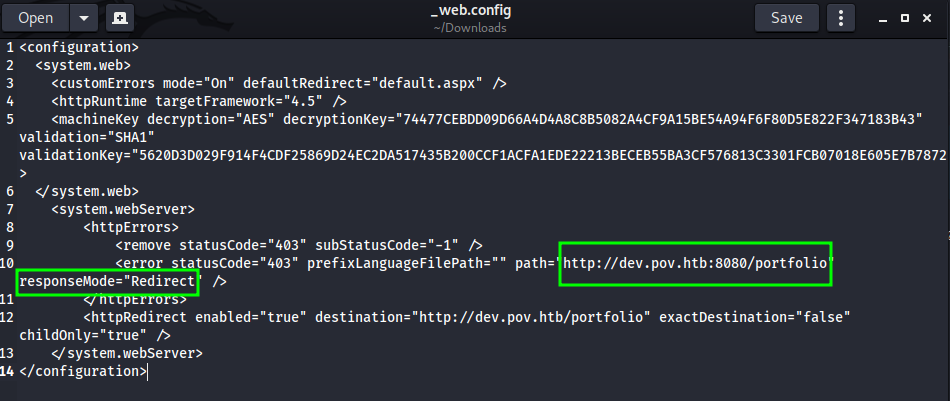 Open
_web.config
~/Downloads
Save
1 <configuration>
2 <system.web>
3 <customErrors mode="On" defaultRedirect="default.aspx" />
4 <httpRuntime targetFramework="4.5" />
5 <machineKey decryption="AES" decryptionKey="74477CEBDD09D66A4D4A8C8B5082A4CF9A15BE54A94F6F80D5E822F347183B43"
validation="SHA1"
validationKey="5620D3D029F914F4CDF25869D24EC2DA517435B200CCF1ACFA1EDE22213BECEB55BA3CF576813C3301FCB07018E605E7B7872
>
6 </system.web>
7 <system.webServer>
8 <httpErrors>
9 <remove statusCode="403" subStatusCode="-1" />
10 <error statusCode="403" prefixLanguageFilePath="" path="http://dev.pov.htb:8080/portfolio"
responseMode="Redirect" />
11 </httpErrors>
12 <httpRedirect enabled="true" destination="http://dev.pov.htb/portfolio" exactDestination="false"
childOnly="true" />
13 </system.webServer>
14 </configuration>